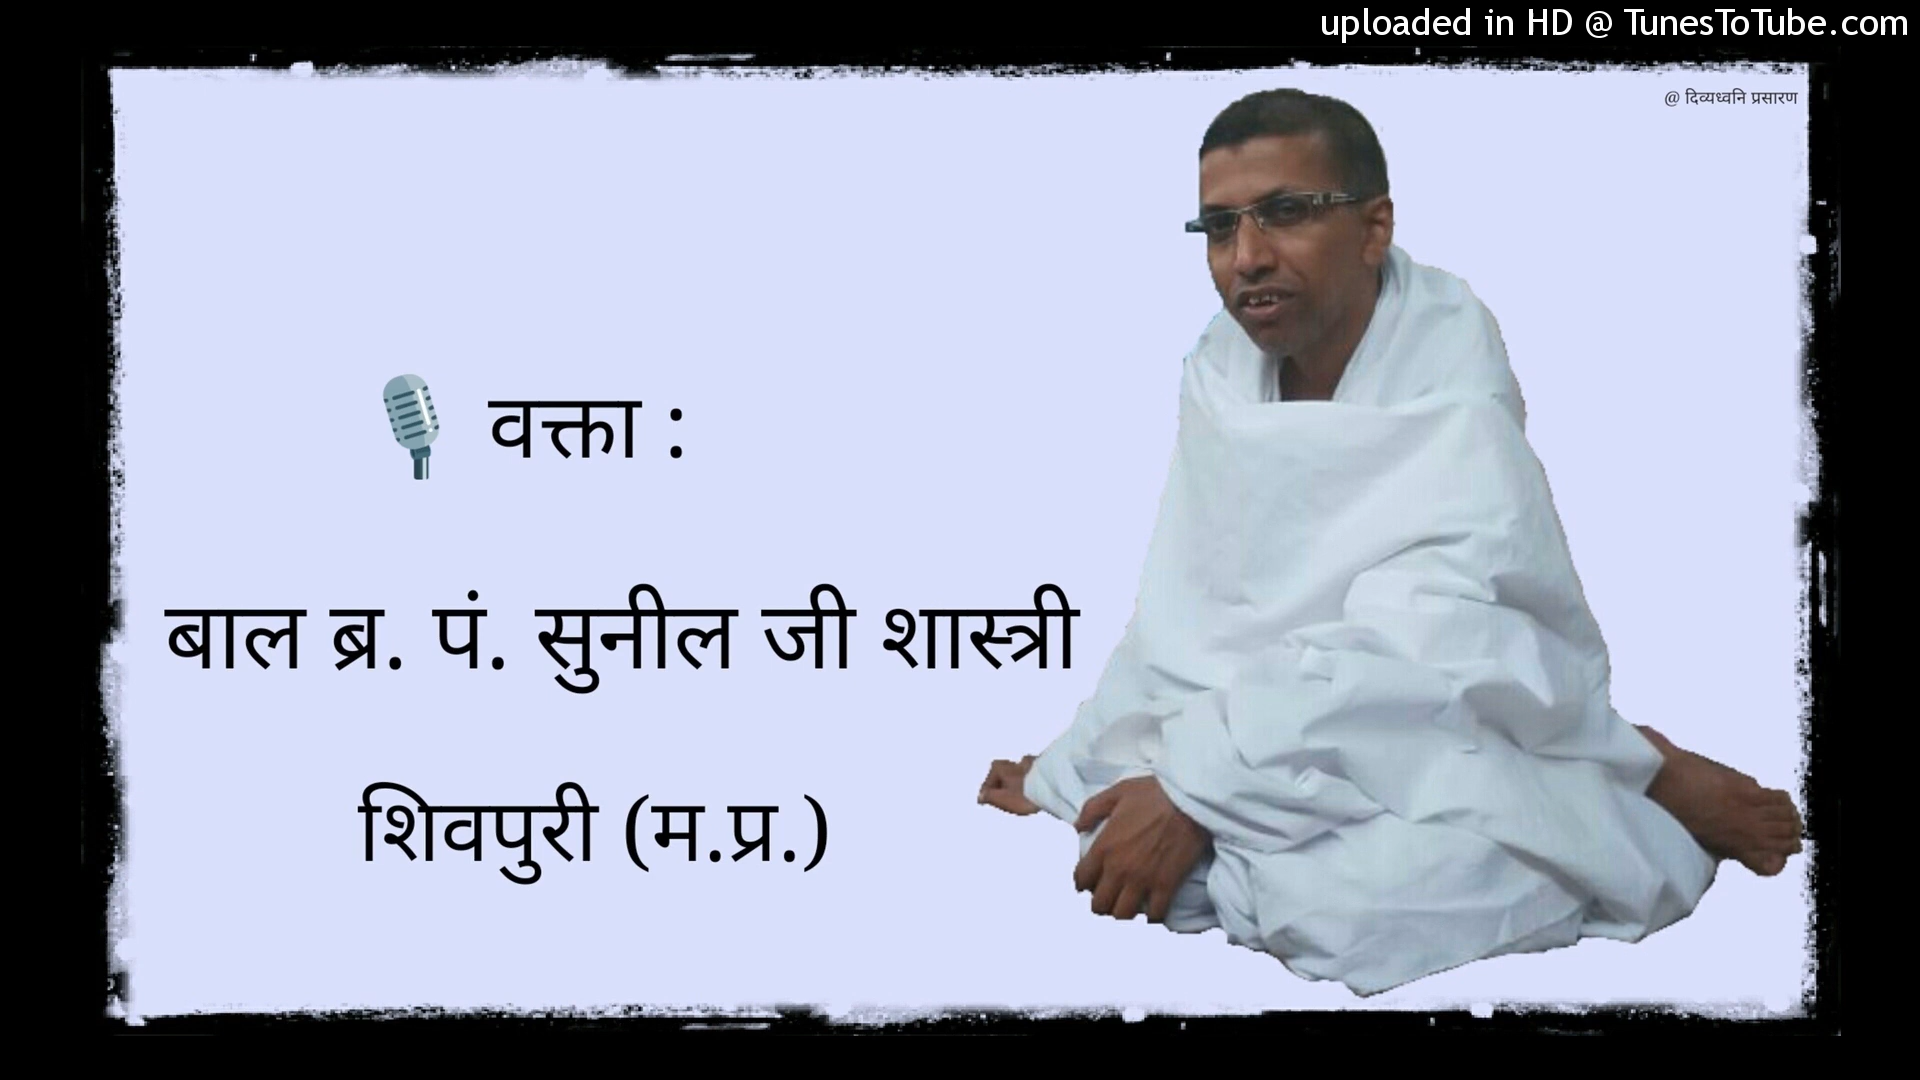 uploaded in HD @ TunesToTube.com
@ दिव्यध्वनि प्रसारण
वक्ता :
बाल ब्र. पं. सुनील जी शास्त्री
शिवपुरी (म.प्र.)